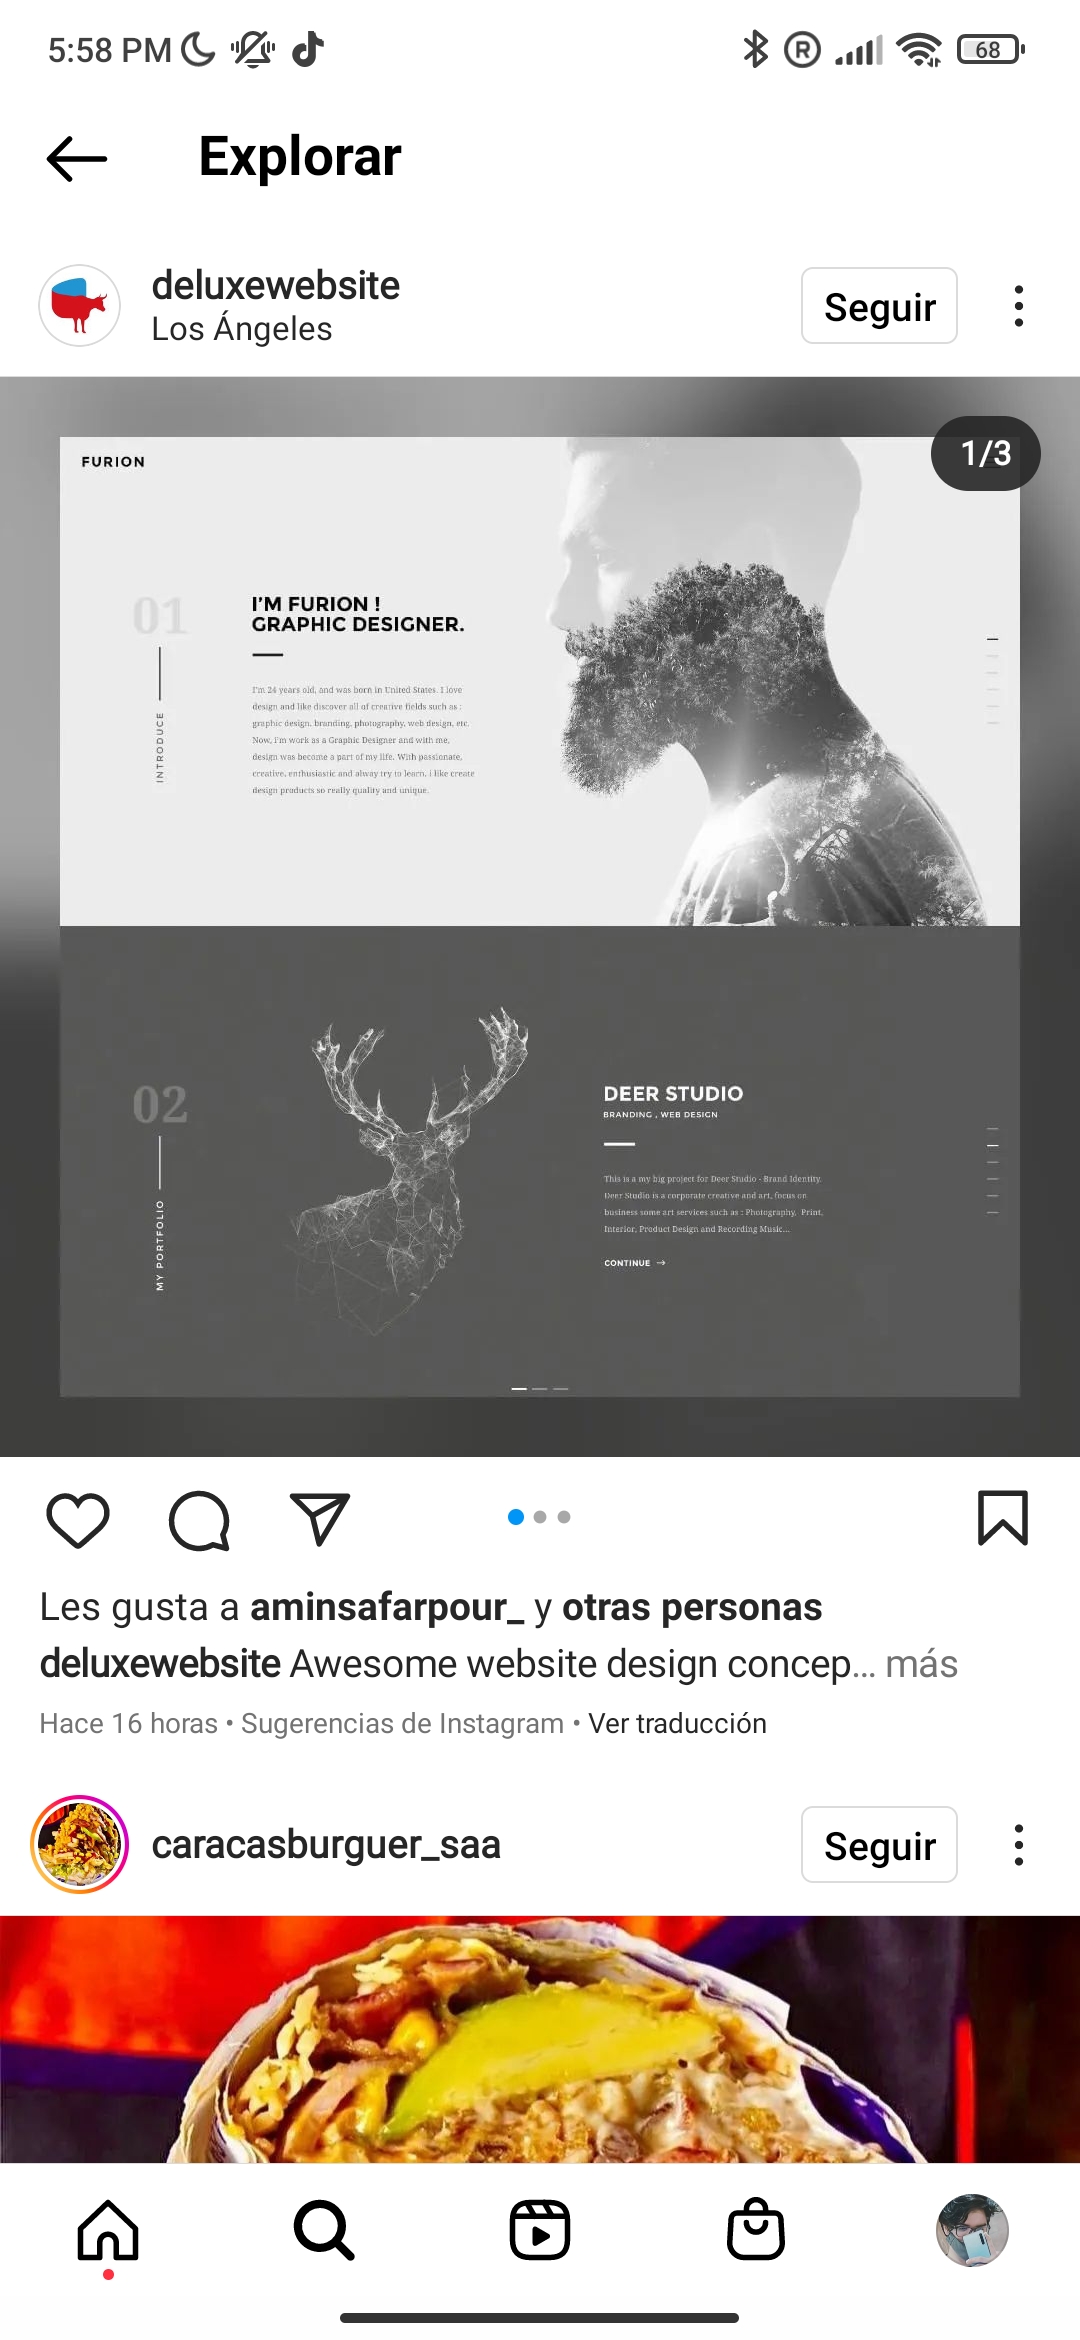 5:58 PM
68
Explorar
deluxewebsite
Los Ángeles
Seguir
1/3
FURION
01
INTRODUCE
I'M FURION !
GRAPHIC DESIGNER.
I'm 24 years old, and was born in United States. I love
design and like discover all of creative fields such as :
graphic design, branding, photography, web design, etc.
Now, I'm work as a Graphic Designer and with me,
design was become a part of my life. With passionate,
creative, enthusiastic and alway try to learn. i like create
design products so really quality and unique.
02
MY PORTFOLIO
DEER STUDIO
BRANDING , WEB DESIGN
This is a my big project for Deer Studio - Brand Identity.
Deer Studio is a corporate creative and art, focus on
business some art services such as : Photography, Print,
Interior, Product Design and Recording Music...
CONTINUE →
Les gusta a aminsafarpour_ y otras personas
deluxewebsite Awesome website design concep... más
Hace 16 horas • Sugerencias de Instagram • Ver traducción
caracasburguer_saa
Seguir